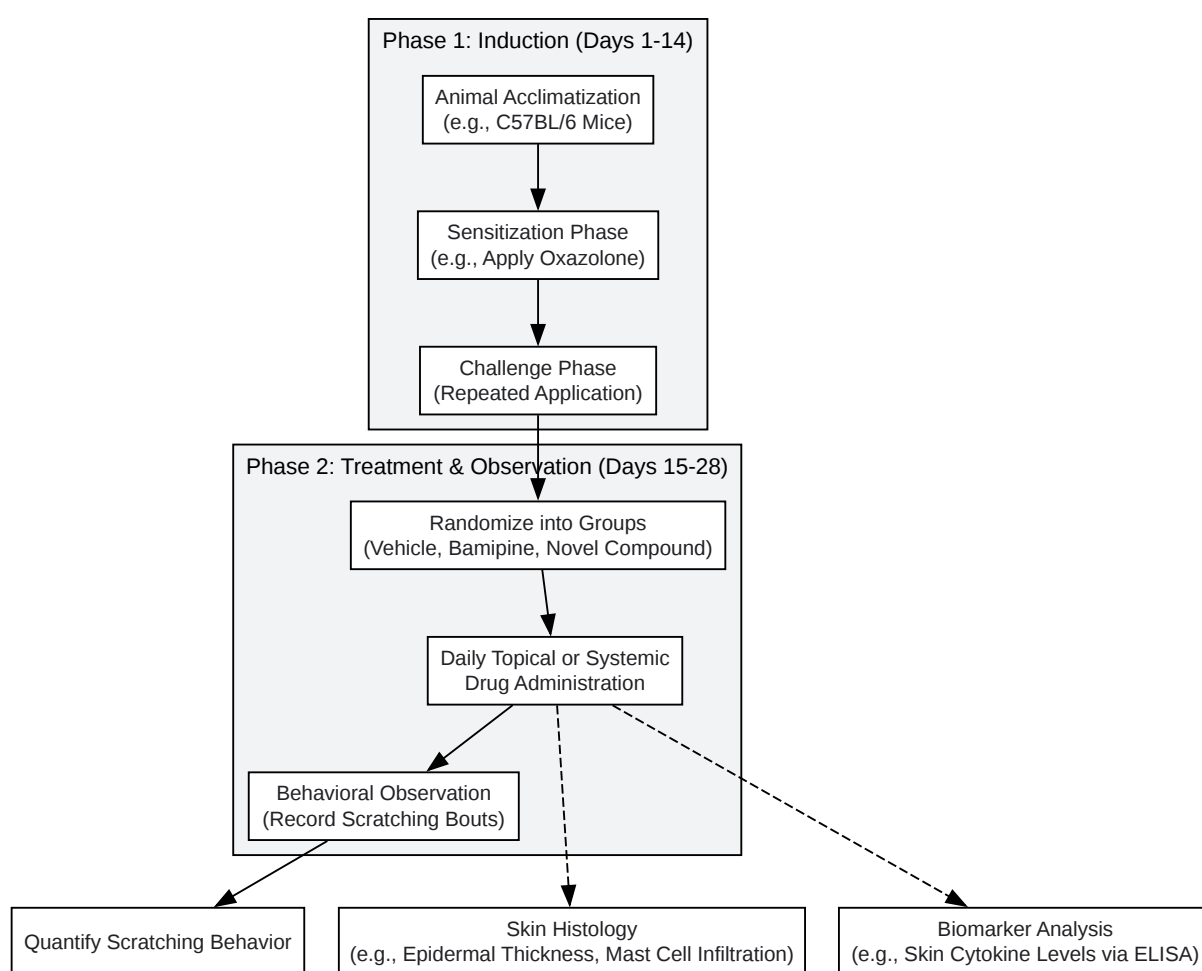 Phase 1: Induction (Days 1-14)
Animal Acclimatization
(e.g., C57BL/6 Mice)
Sensitization Phase
(e.g., Apply Oxazolone)
Challenge Phase
(Repeated Application)
Phase 2: Treatment & Observation (Days 15-28)
Randomize into Groups
(Vehicle, Bamipine, Novel Compound)
Daily Topical or Systemic
Drug Administration
Behavioral Observation
(Record Scratching Bouts)
Quantify Scratching Behavior
Skin Histology
(e.g., Epidermal Thickness, Mast Cell Infiltration)
Biomarker Analysis
(e.g., Skin Cytokine Levels via ELISA)